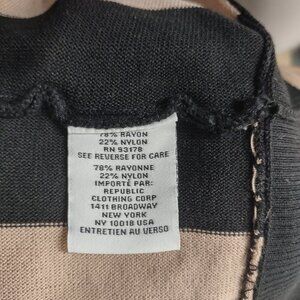 78% RAYON
22% NYLON
RN 93178
SEE REVERSE FOR CARE
78% RAYONNE
22% NYLON
IMPORTÉ PAR:
REPUBLIC
CLOTHING CORP
1411 BROADWAY
NEW YORK
NY 10018 USA
ENTRETIEN AU VERSO